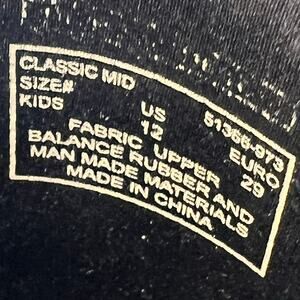 CLASSIC MID
SIZE# US 51366-973
KIDS 12 EURO
29
FABRIC UPPER
BALANCE RUBBER AND
MAN MADE MATERIALS
MADE IN CHINA